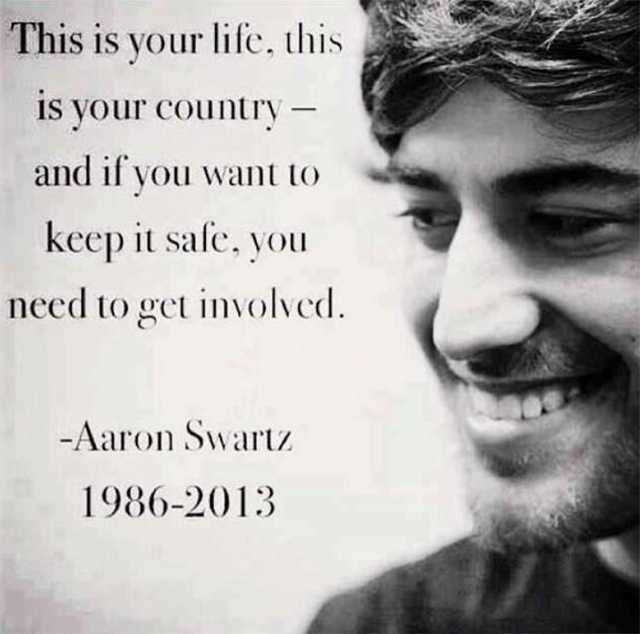 This is your life, this
is your country –
and if you want to
keep it safe, you
need to get involved.
-Aaron Swartz
1986-2013